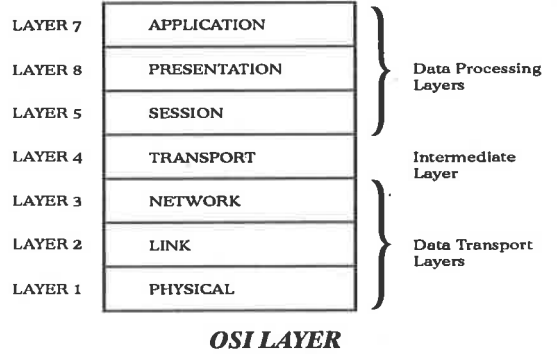 LAYER 7 APPLICATION
LAYER 8 PRESENTATION Data Processing
Layers
LAYER 5 SESSION
LAYER 4 TRANSPORT Intermediate
Layer
LAYER 3 NETWORK
LAYER 2 LINK Data Transport
Layers
LAYER 1 PHYSICAL
OSI LAYER